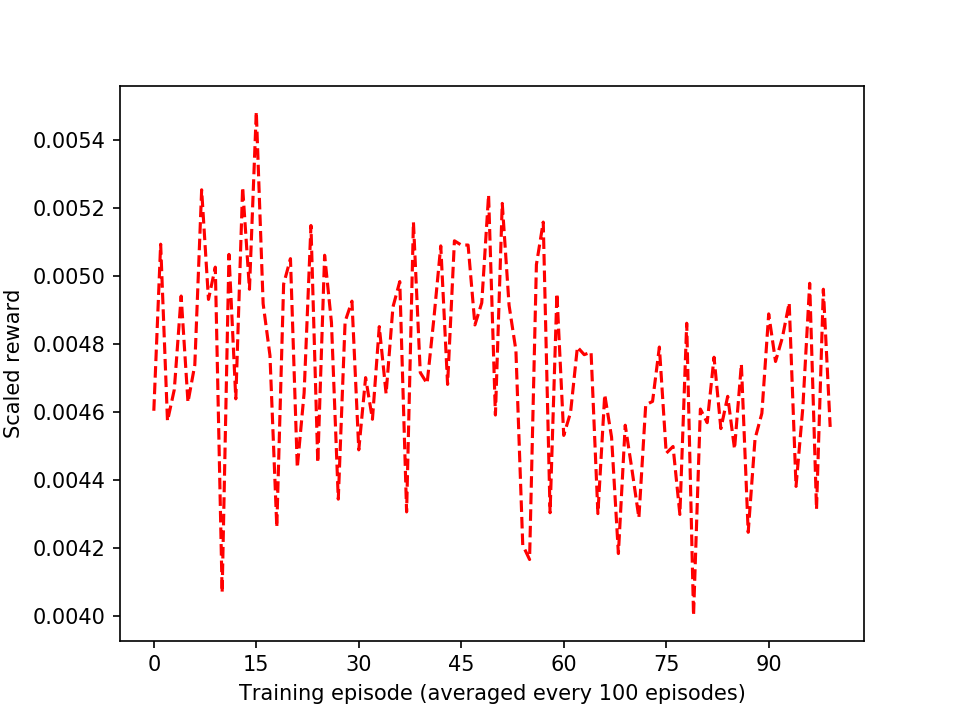 0.0054
0.0052
0.0050
0.0048
0.0046
0.0044
0.0042
0.0040
Scaled reward
0 15 30 45 60 75 90
Training episode (averaged every 100 episodes)